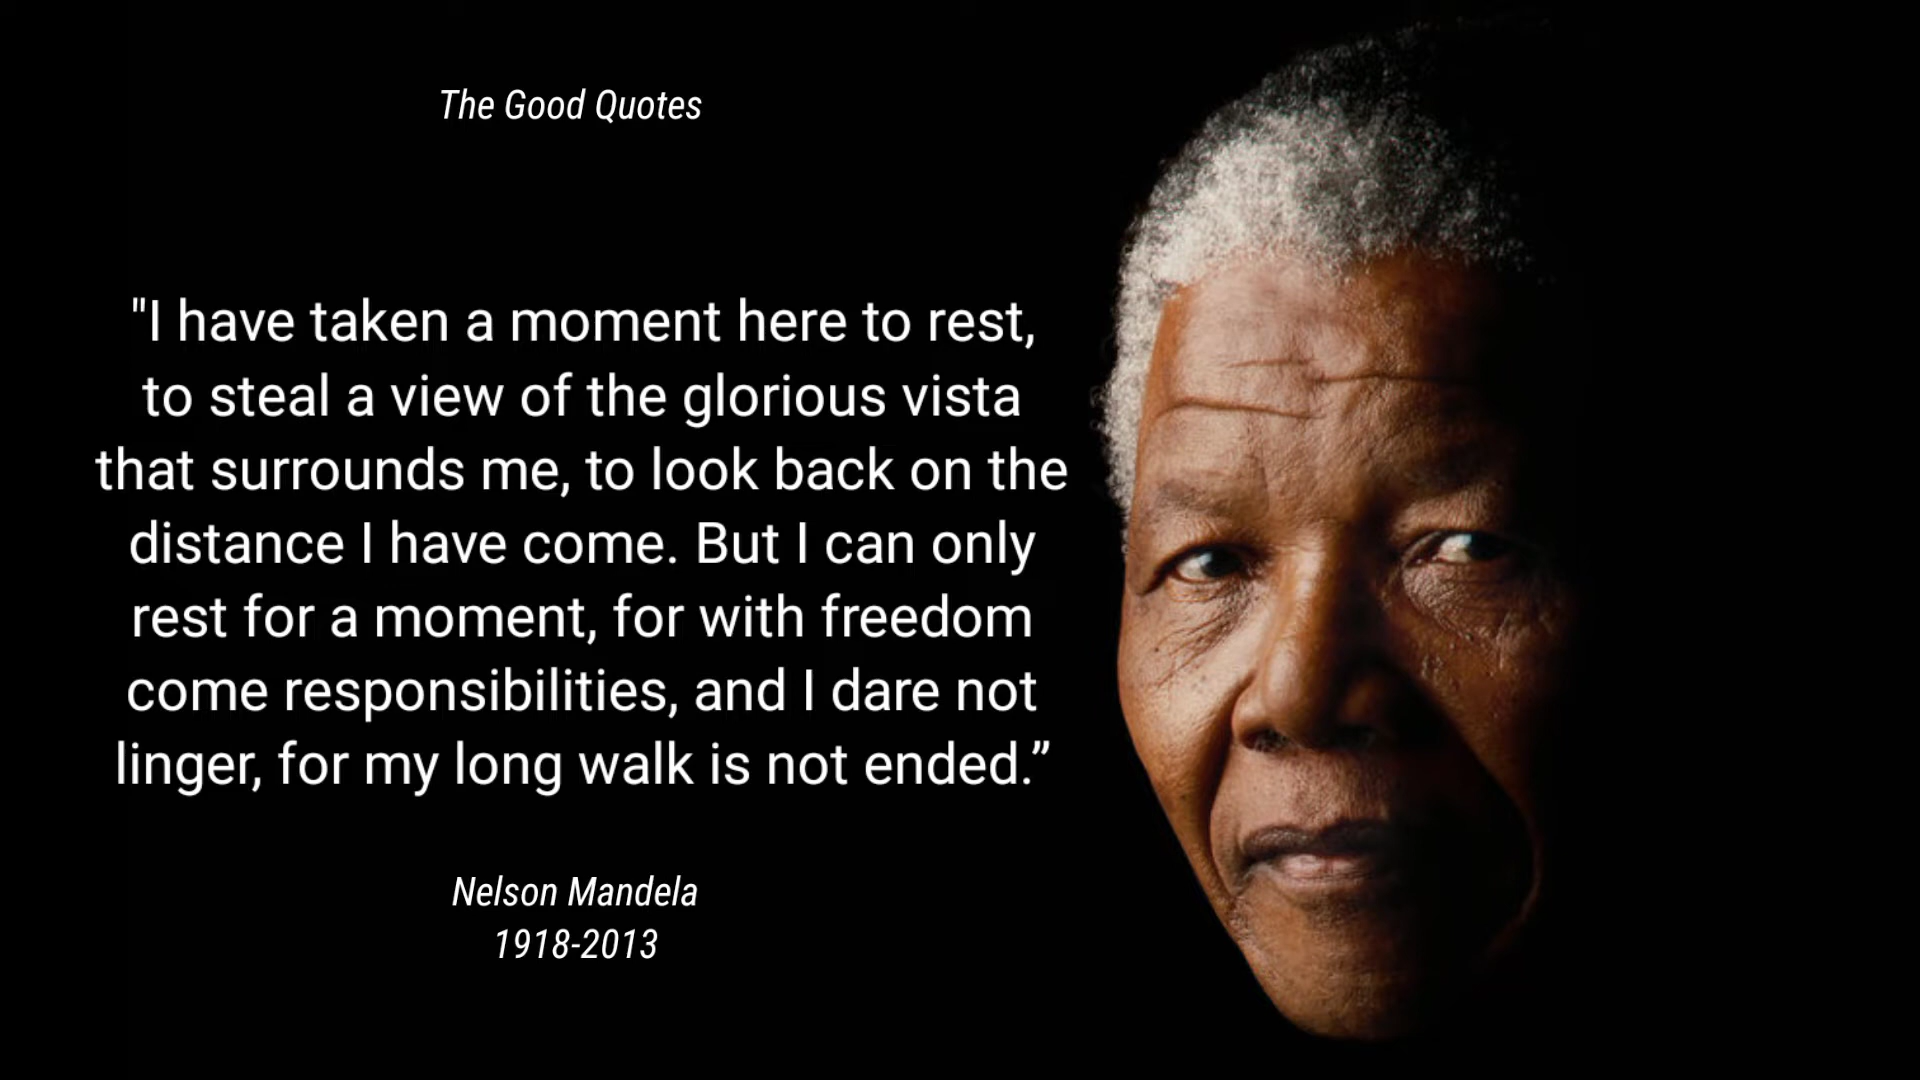 The Good Quotes
"I have taken a moment here to rest,
to steal a view of the glorious vista
that surrounds me, to look back on the
distance I have come. But I can only
rest for a moment, for with freedom
come responsibilities, and I dare not
linger, for my long walk is not ended.”
Nelson Mandela
1918-2013